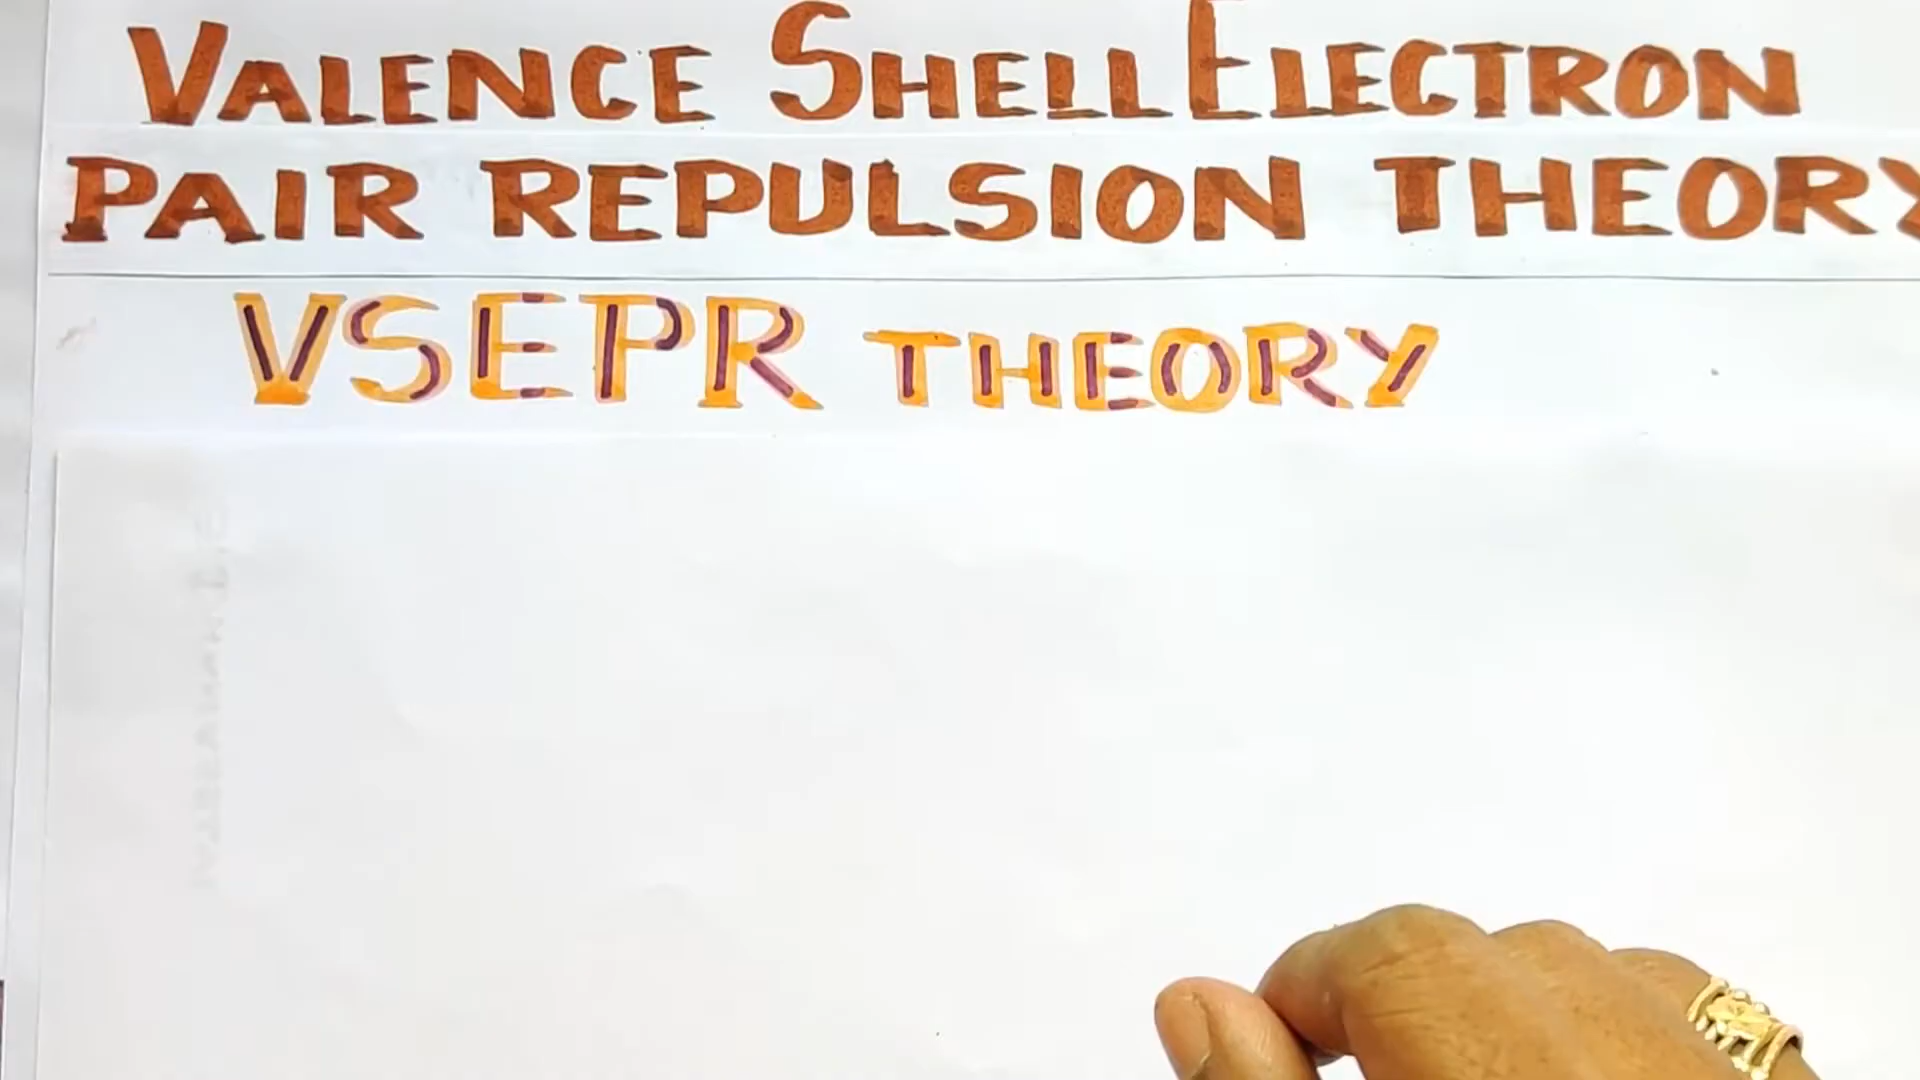 VALENCE SHELL ELECTRON
PAIR REPULSION THEORY
VSEPR THEORY